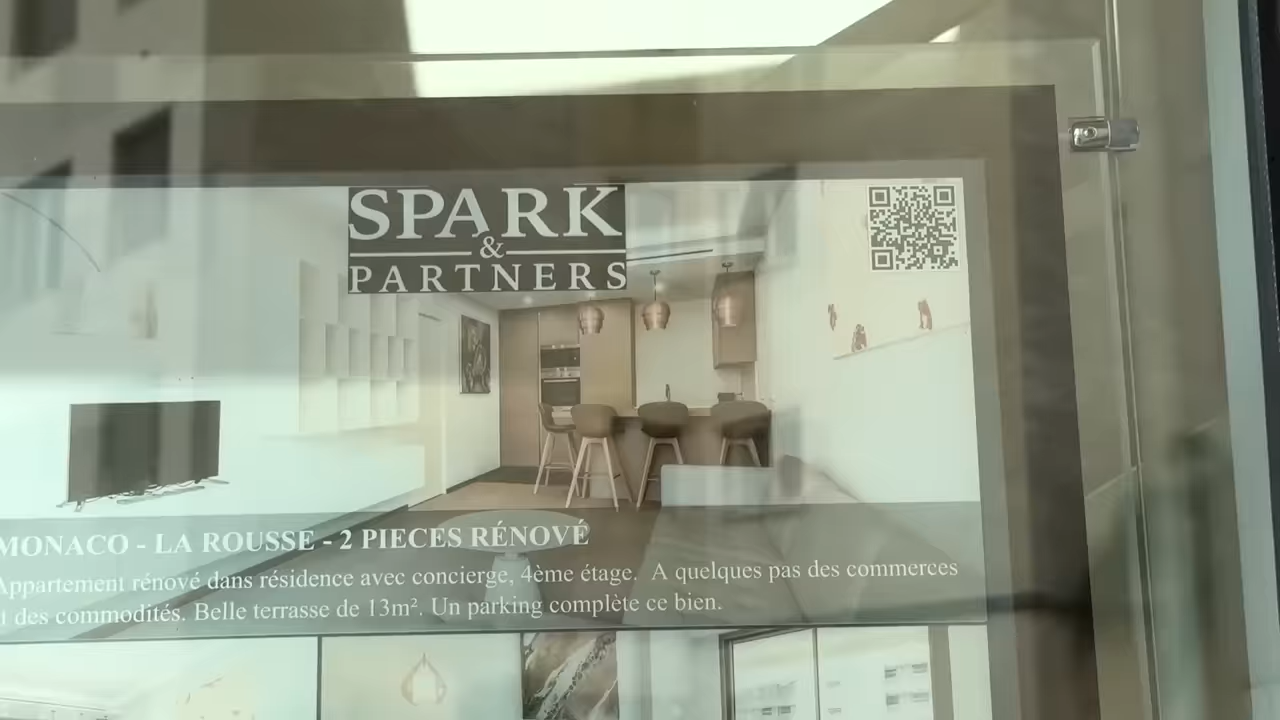 SPARK
&
PARTNERS
MONACO - LA ROUSSE - 2 PIECES RÉNOVÉ
Appartement rénové dans résidence avec concierge, 4ème étage. A quelques pas des commerces
t des commodités. Belle terrasse de 13m². Un parking complète ce bien.